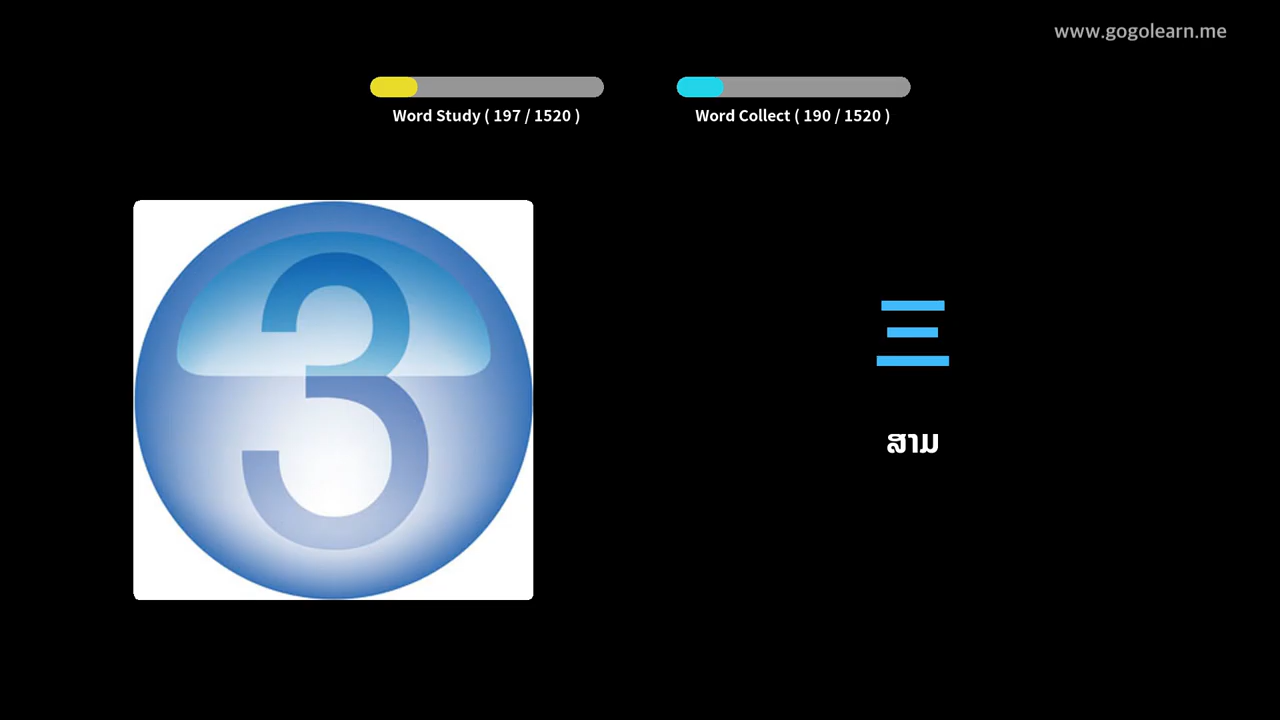 www.gogolearn.me
Word Study ( 197 / 1520 )
Word Collect ( 190 / 1520 )
3
三
ສາມ